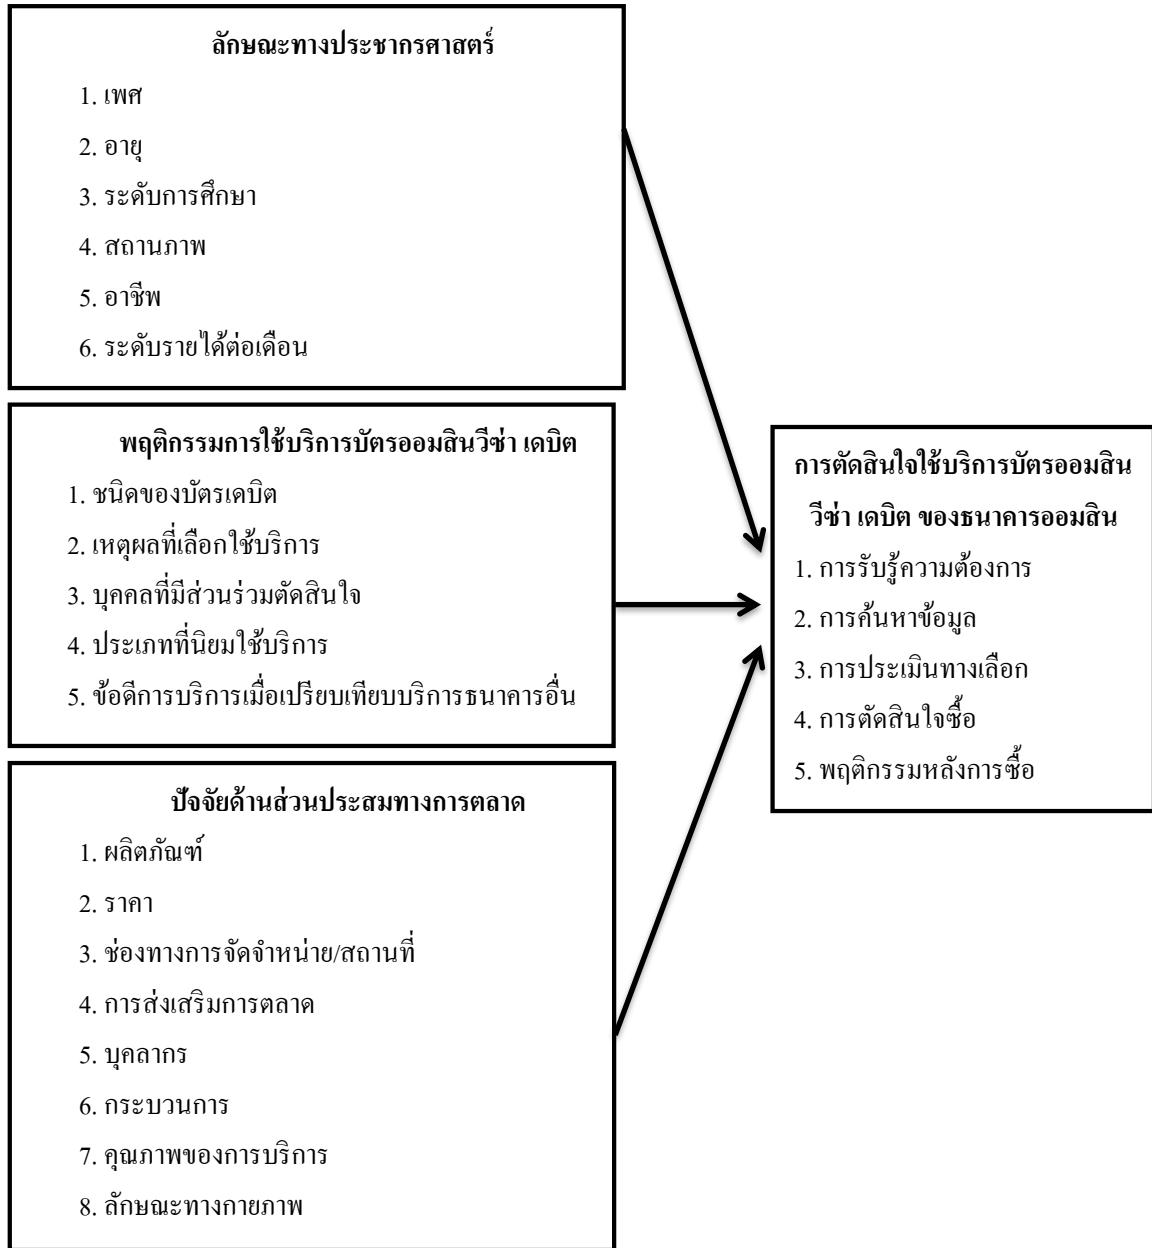 ลักษณะทางประชากรศาสตร์
1. เพศ
2. อายุ
3. ระดับการศึกษา
4. สถานภาพ
5. อาชีพ
6. ระดับรายได้ต่อเดือน
พฤติกรรมการใช้บริการบัตรออมสินวีซ่า เดบิต
1. ชนิดของบัตรเดบิต
2. เหตุผลที่เลือกใช้บริการ
3. บุคคลที่มีส่วนร่วมตัดสินใจ
4. ประเภทที่นิยมใช้บริการ
5. ข้อดีการบริการเมื่อเปรียบเทียบบริการธนาคารอื่น
ปัจจัยด้านส่วนประสมทางการตลาด
1. ผลิตภัณฑ์
2. ราคา
3. ช่องทางการจัดจำหน่าย/สถานที่
4. การส่งเสริมการตลาด
5. บุคลากร
6. กระบวนการ
7. คุณภาพของการบริการ
8. ลักษณะทางกายภาพ
การตัดสินใจใช้บริการบัตรออมสิน
วีซ่า เดบิต ของธนาคารออมสิน
1. การรับรู้ความต้องการ
2. การค้นหาข้อมูล
3. การประเมินทางเลือก
4. การตัดสินใจซื้อ
5. พฤติกรรมหลังการซื้อ